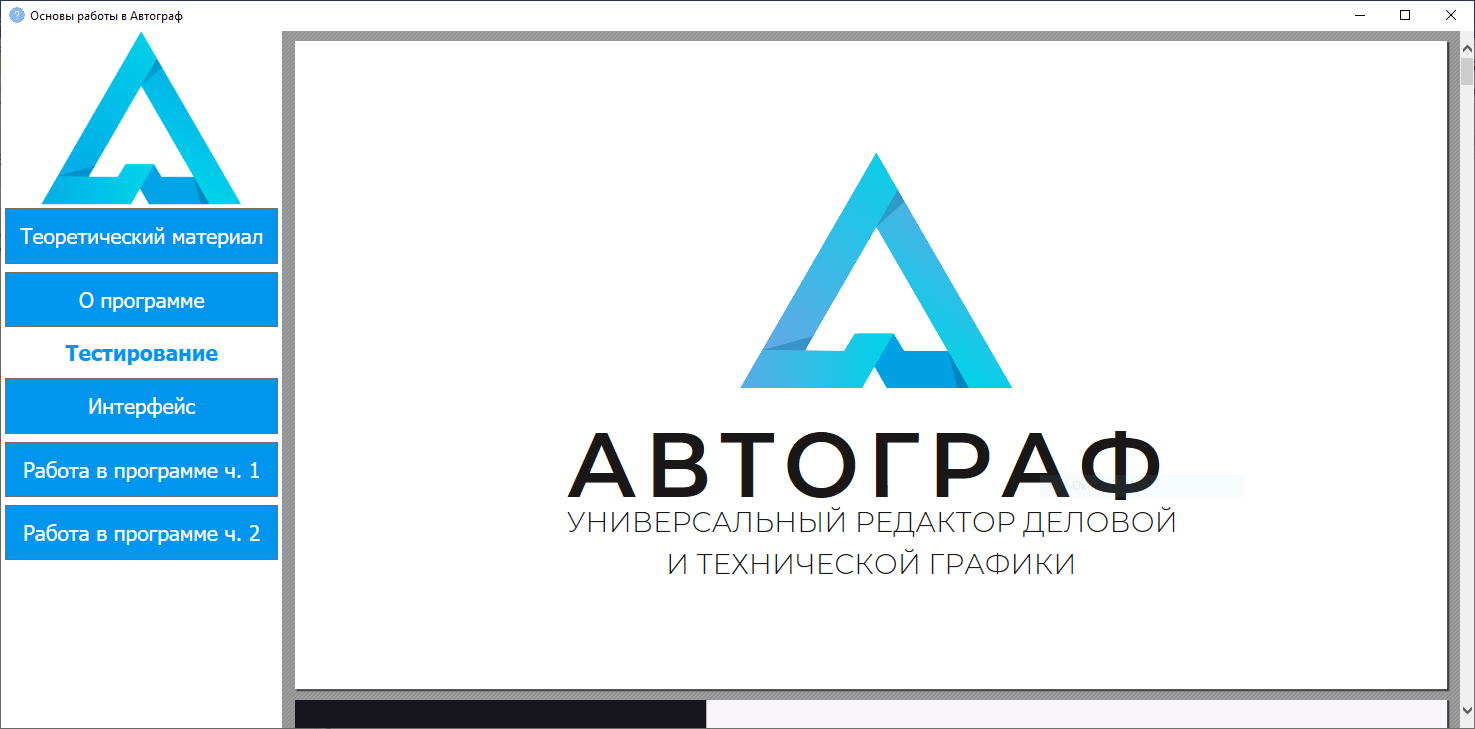 Основы работы в Автограф
Теоретический материал
О программе
Тестирование
Интерфейс
Работа в программе ч. 1
Работа в программе ч. 2
АВТОГРАФ
УНИВЕРСАЛЬНЫЙ РЕДАКТОР ДЕЛОВОЙ
И ТЕХНИЧЕСКОЙ ГРАФИКИ